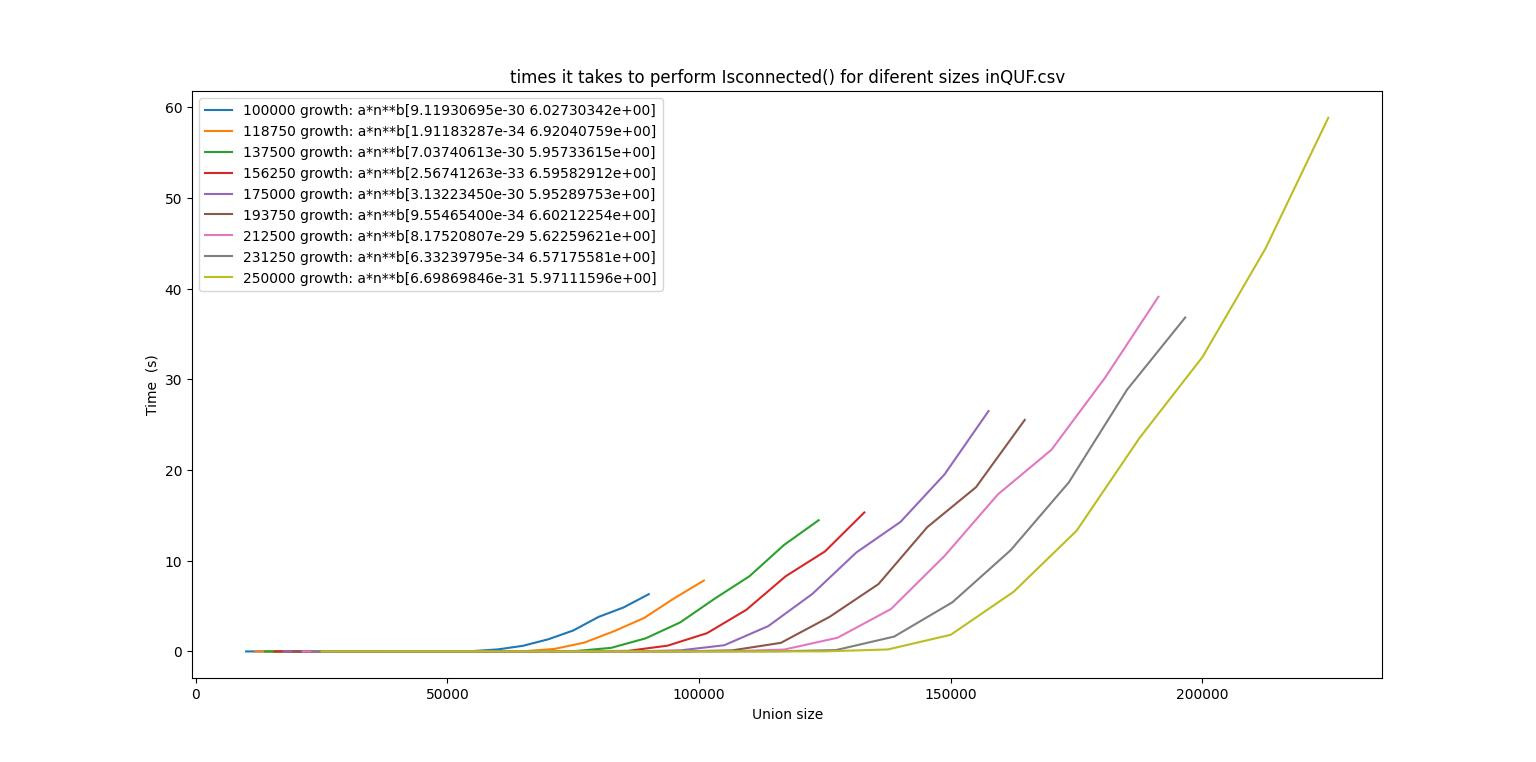 times it takes to perform Isconnected() for diferent sizes inQUF.csv
100000 growth: a*n**b[9.11930695e-30 6.02730342e+00]
118750 growth: a*n**b[1.91183287e-34 6.92040759e+00]
137500 growth: a*n**b[7.03740613e-30 5.95733615e+00]
156250 growth: a*n**b[2.56741263e-33 6.59582912e+00]
175000 growth: a*n**b[3.13223450e-30 5.95289753e+00]
193750 growth: a*n**b[9.55465400e-34 6.60212254e+00]
212500 growth: a*n**b[8.17520807e-29 5.62259621e+00]
231250 growth: a*n**b[6.33239795e-34 6.57175581e+00]
250000 growth: a*n**b[6.69869846e-31 5.97111596e+00]
60
50
40
30
20
10
0
Time  (s)
0 50000 100000 150000 200000
Union size